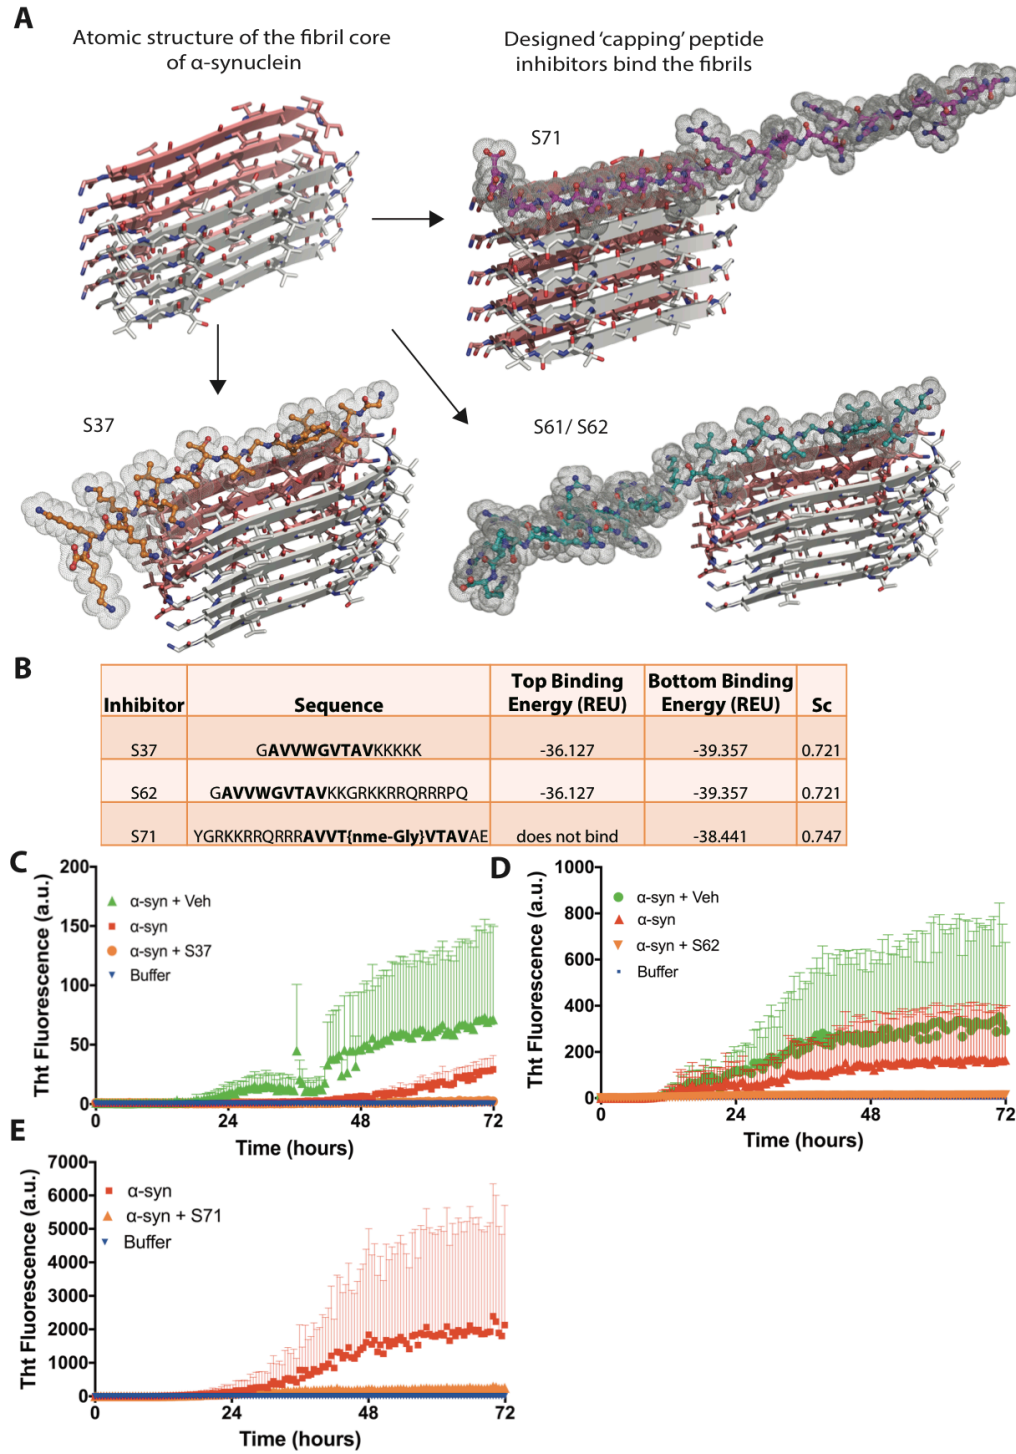 A
Atomic structure of the fibril core
of α-synuclein
Designed ‘capping’ peptide
inhibitors bind the fibrils
S71
S37
S61/ S62
B
Inhibitor Sequence Top Binding Energy (REU) Bottom Binding Energy (REU) Sc
S37 GAVVWGVTAVKKKKK -36.127 -39.357 0.721
S62 GAVVWGVTAVKKGRKKRRQRRRPQ -36.127 -39.357 0.721
S71 YGRKKRRQRRRAVVT{nme-Gly}VTAVAE does not bind -38.441 0.747
C
Tht Fluorescence (a.u.)
200
150
100
50
0
α-syn + Veh
α-syn
α-syn + S37
Buffer
0 24 48 72
Time (hours)
D
Tht Fluorescence (a.u.)
1000
800
600
400
200
0
α-syn + Veh
α-syn
α-syn + S62
Buffer
0 24 48 72
Time (hours)
E
Tht Fluorescence (a.u.)
7000
6000
5000
4000
3000
2000
1000
0
α-syn
α-syn + S71
Buffer
0 24 48 72
Time (hours)